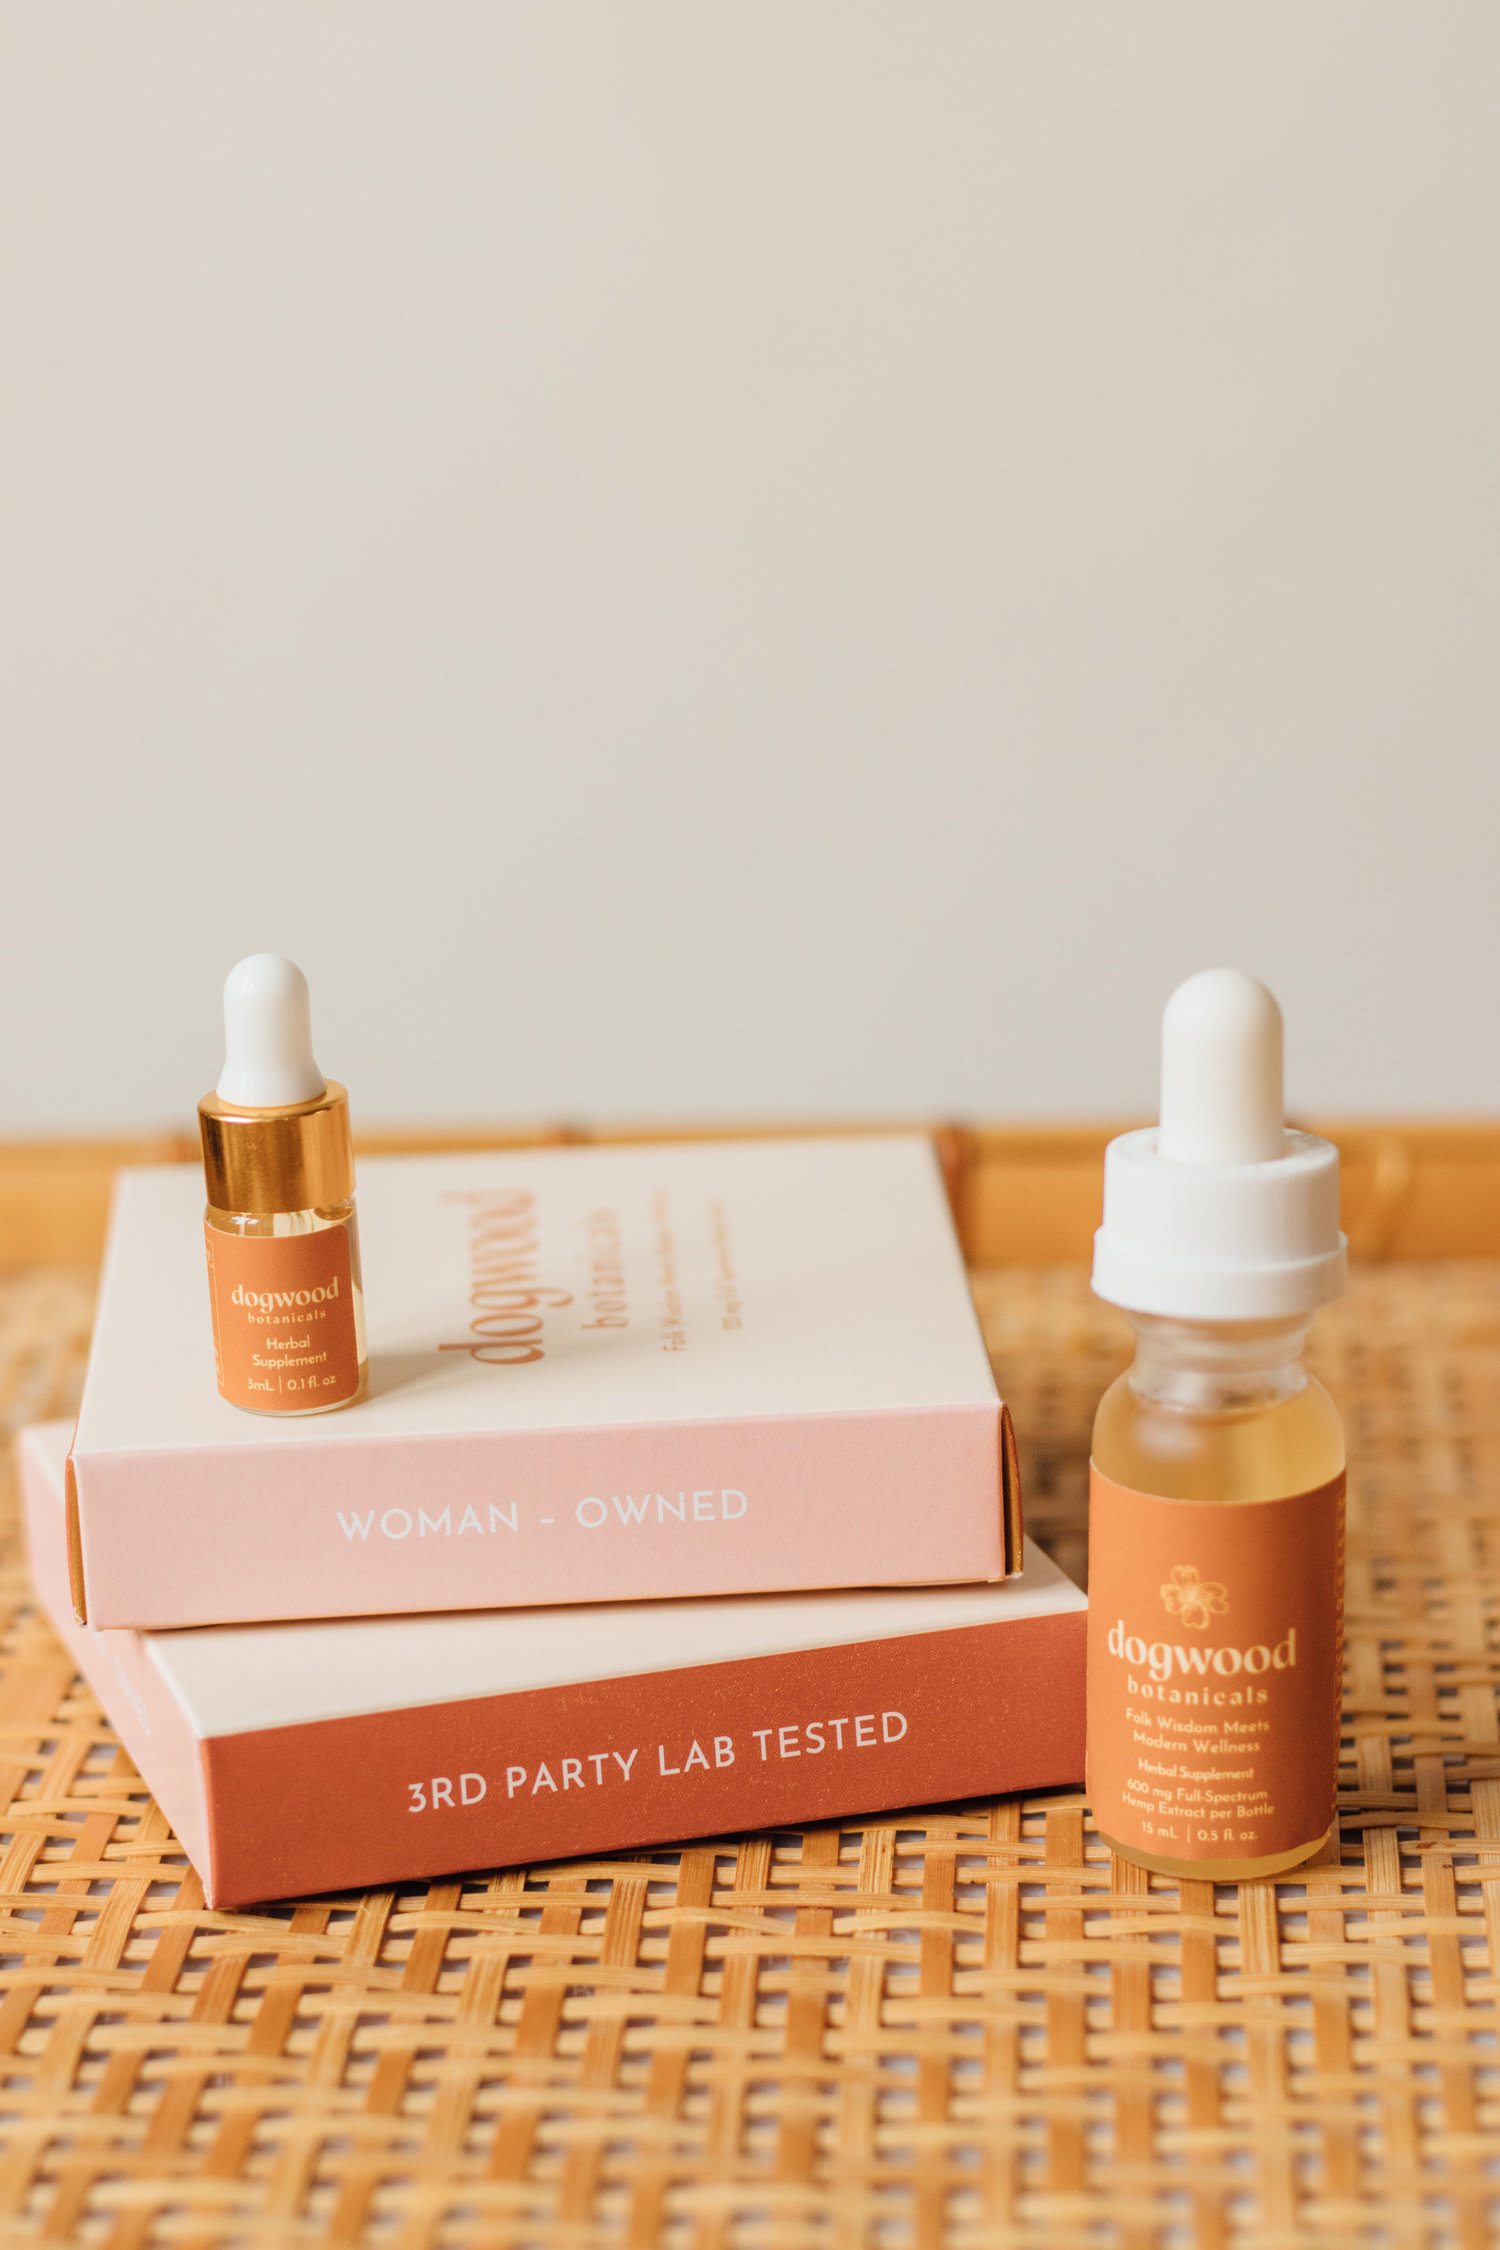 dogwood
botanicals
Herbal
Supplement
3mL | 0.1 fl. oz
dogwood
botanicals
WOMAN - OWNED
3RD PARTY LAB TESTED
dogwood
botanicals
Folk Wisdom Meets
Modern Wellness
Herbal Supplement
600 mg Full-Spectrum
Hemp Extract per Bottle
15 mL | 0.5 fl. oz.